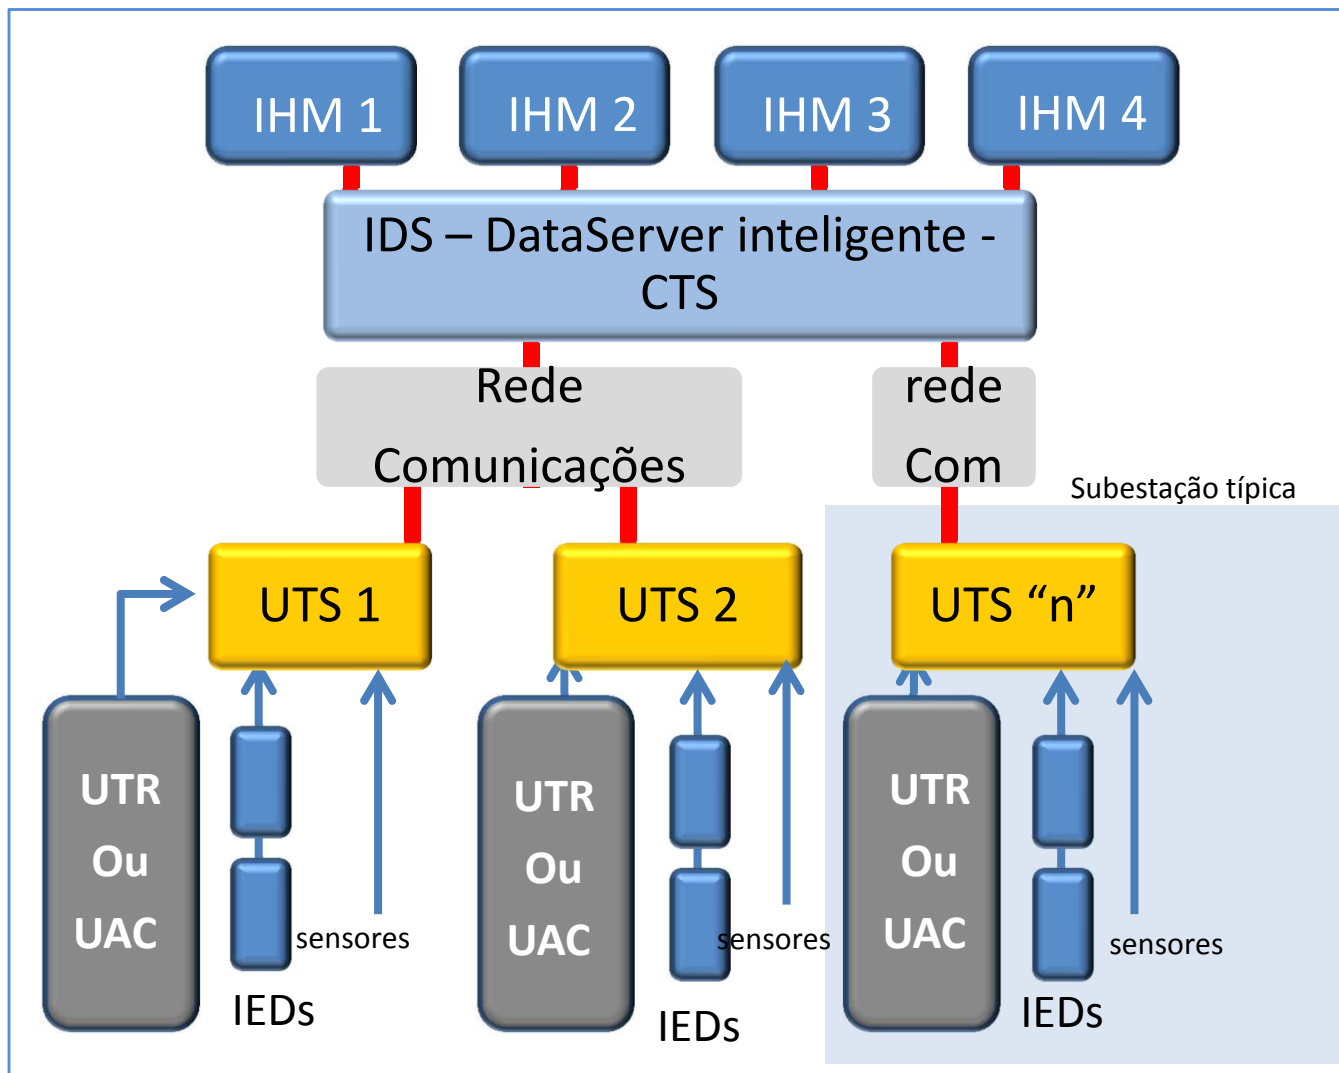 IHM 1
IHM 2
IHM 3
IHM 4
IDS – DataServer inteligente -
CTS
Rede
Comunicações
rede
Com
Subestação típica
UTS 1
UTS 2
UTS “n”
UTR
Ou
UAC
sensores
IEDs
UTR
Ou
UAC
sensores
IEDs
UTR
Ou
UAC
sensores
IEDs